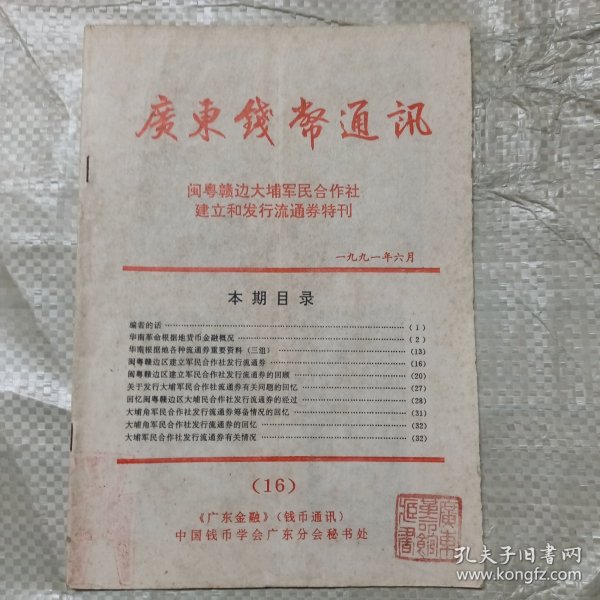 廣東錢幣通訊
闽粤赣边大埔军民合作社
建立和发行流通券特刊
一九九一年六月
本期目录
编者的话 (1)
华南革命根据地货币金融概况 (2)
华南根据地各种流通券重要资料(三组) (13)
闽粤赣边区建立军民合作社发行流通券 (16)
闽粤赣边区建立军民合作社发行流通券的回顾 (20)
关于发行大埔军民合作社流通券有关问题的回忆 (27)
回忆闽粤赣边区大埔民合作社发行流通券的经过 (28)
大埔角军民合作社发行流通券筹备情况的回忆 (31)
大埔角军民合作社发行流通券的回忆 (32)
大埔军民合作社发行流通券有关情况 (32)
(16)
《广东金融》(钱币通讯)
中国钱币学会广东分会秘书处
孔夫子旧书网
www.kongfz.com